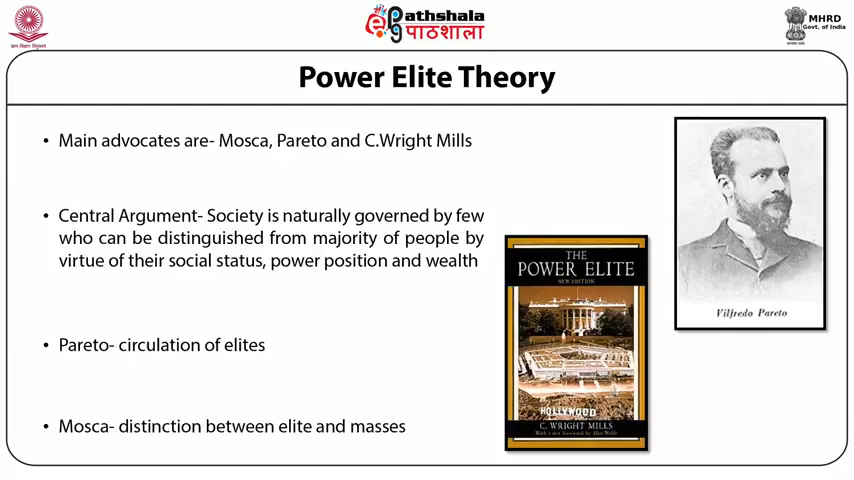 ePathshala
पाठशाला
MHRD
Govt. of India
Power Elite Theory
• Main advocates are- Mosca, Pareto and C.Wright Mills
• Central Argument- Society is naturally governed by few
who can be distinguished from majority of people by
virtue of their social status, power position and wealth
• Pareto- circulation of elites
• Mosca- distinction between elite and masses
THE
POWER ELITE
NEW EDITION
HOLLYWOOD
C. WRIGHT MILLS
With a new Foreword by Alan Wolfe
Vilfredo Pareto